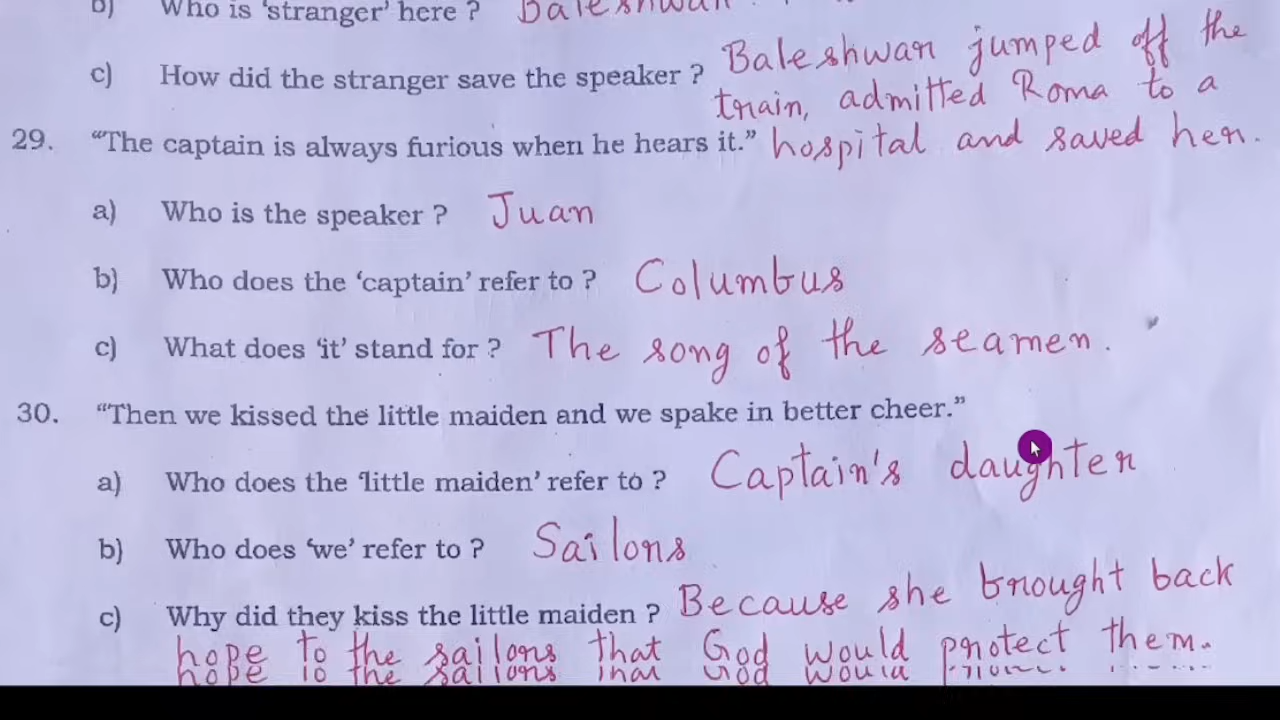 b) Who is 'stranger' here ? Baleshwar
c) How did the stranger save the speaker ? Baleshwar jumped off the
train, admitted Roma to a
29. "The captain is always furious when he hears it." hospital and saved her.
a) Who is the speaker ? Juan
b) Who does the 'captain' refer to ? Columbus
c) What does 'it' stand for ? The song of the seamen.
30. "Then we kissed the little maiden and we spake in better cheer."
a) Who does the 'little maiden' refer to ? Captain's daughter
b) Who does 'we' refer to ? Sailors
c) Why did they kiss the little maiden ? Because she brought back
hope to the sailors that God would protect them.